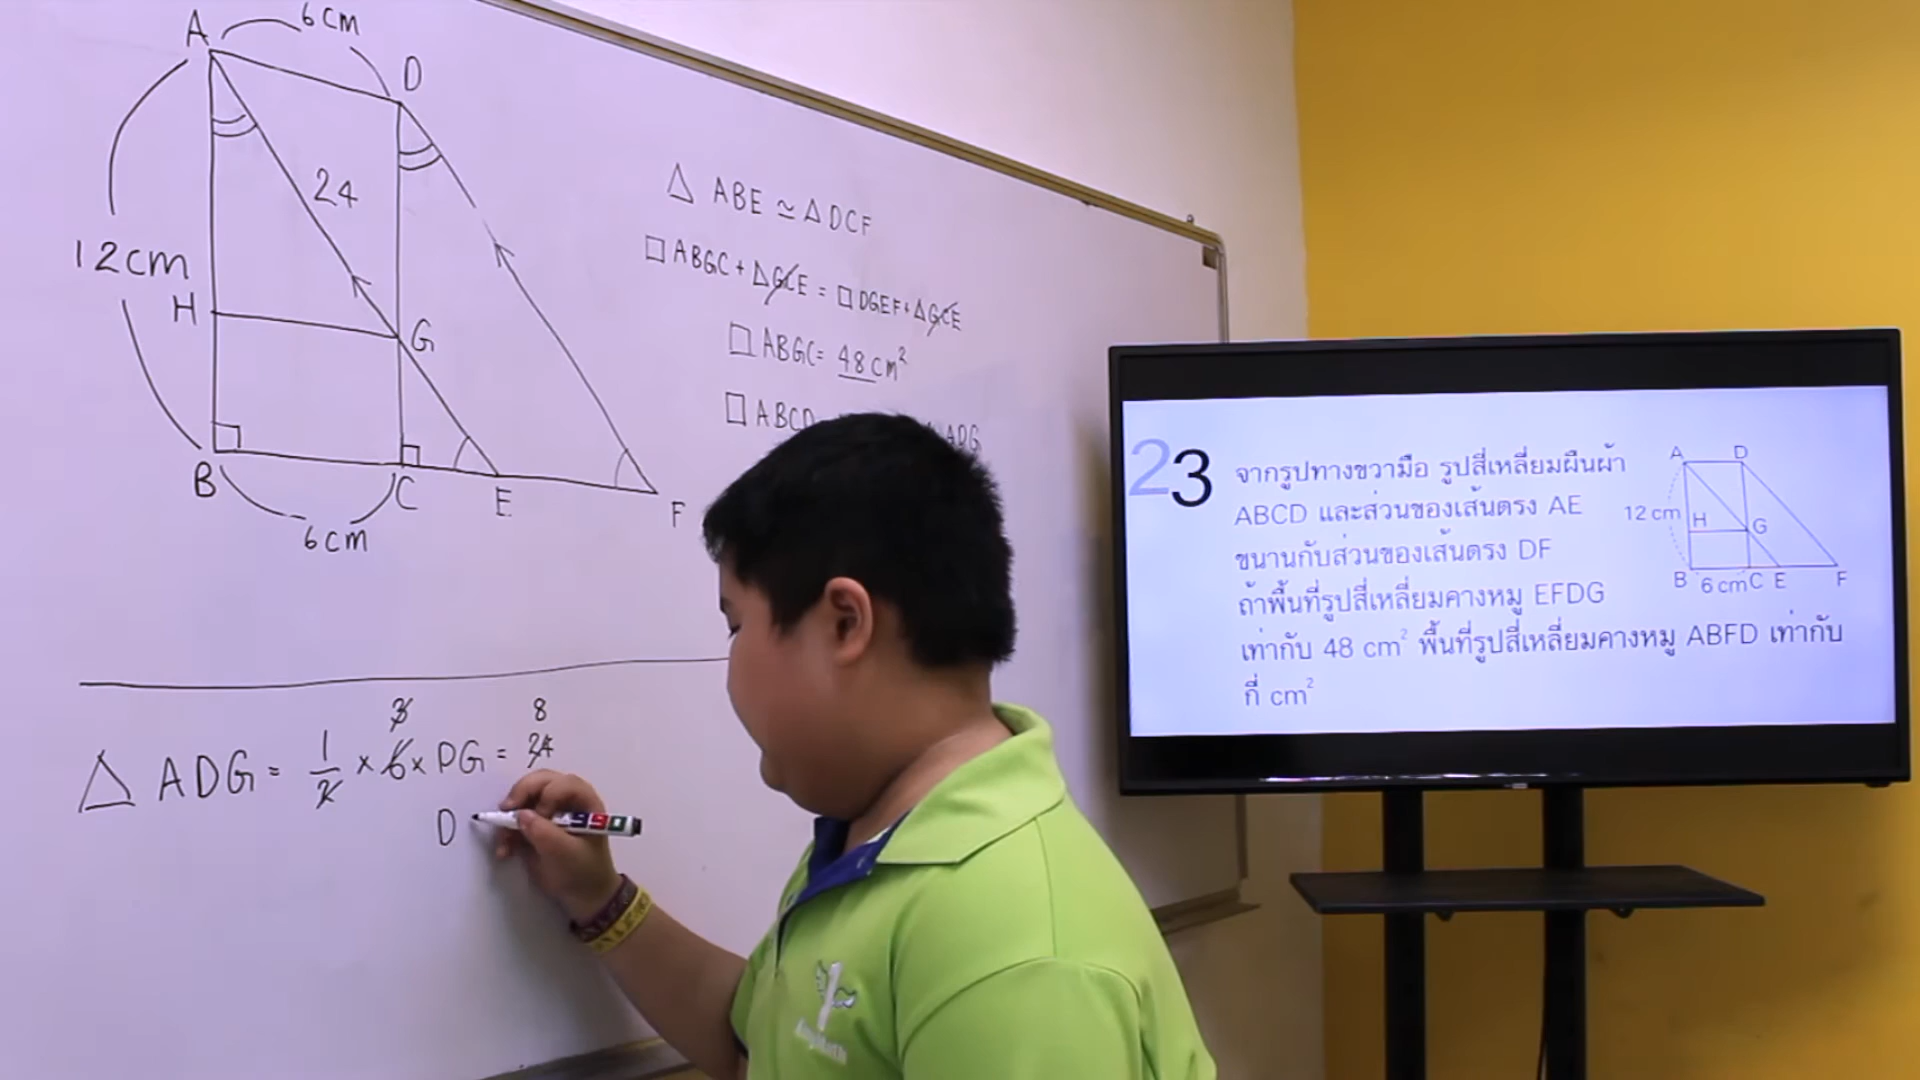 6 cm
A
D
24
12cm
H
G
B
C
E
F
6 cm
△ ABE ≃ △ DCF
□ ABGC + △GCE = □ DGEF + △GCE
□ ABGC = 48 cm²
□ ABCD
ADG
3 8
△ ADG = 1/2 × 6 × DG = 24
D
990
23
จากรูปทางขวามือ รูปสี่เหลี่ยมผืนผ้า
ABCD และส่วนของเส้นตรง AE
ขนานกับส่วนของเส้นตรง DF
ถ้าพื้นที่รูปสี่เหลี่ยมคางหมู EFDG
เท่ากับ 48 cm² พื้นที่รูปสี่เหลี่ยมคางหมู ABFD เท่ากับ
กี่ cm²
A D
12 cm H G
B 6 cm C E F